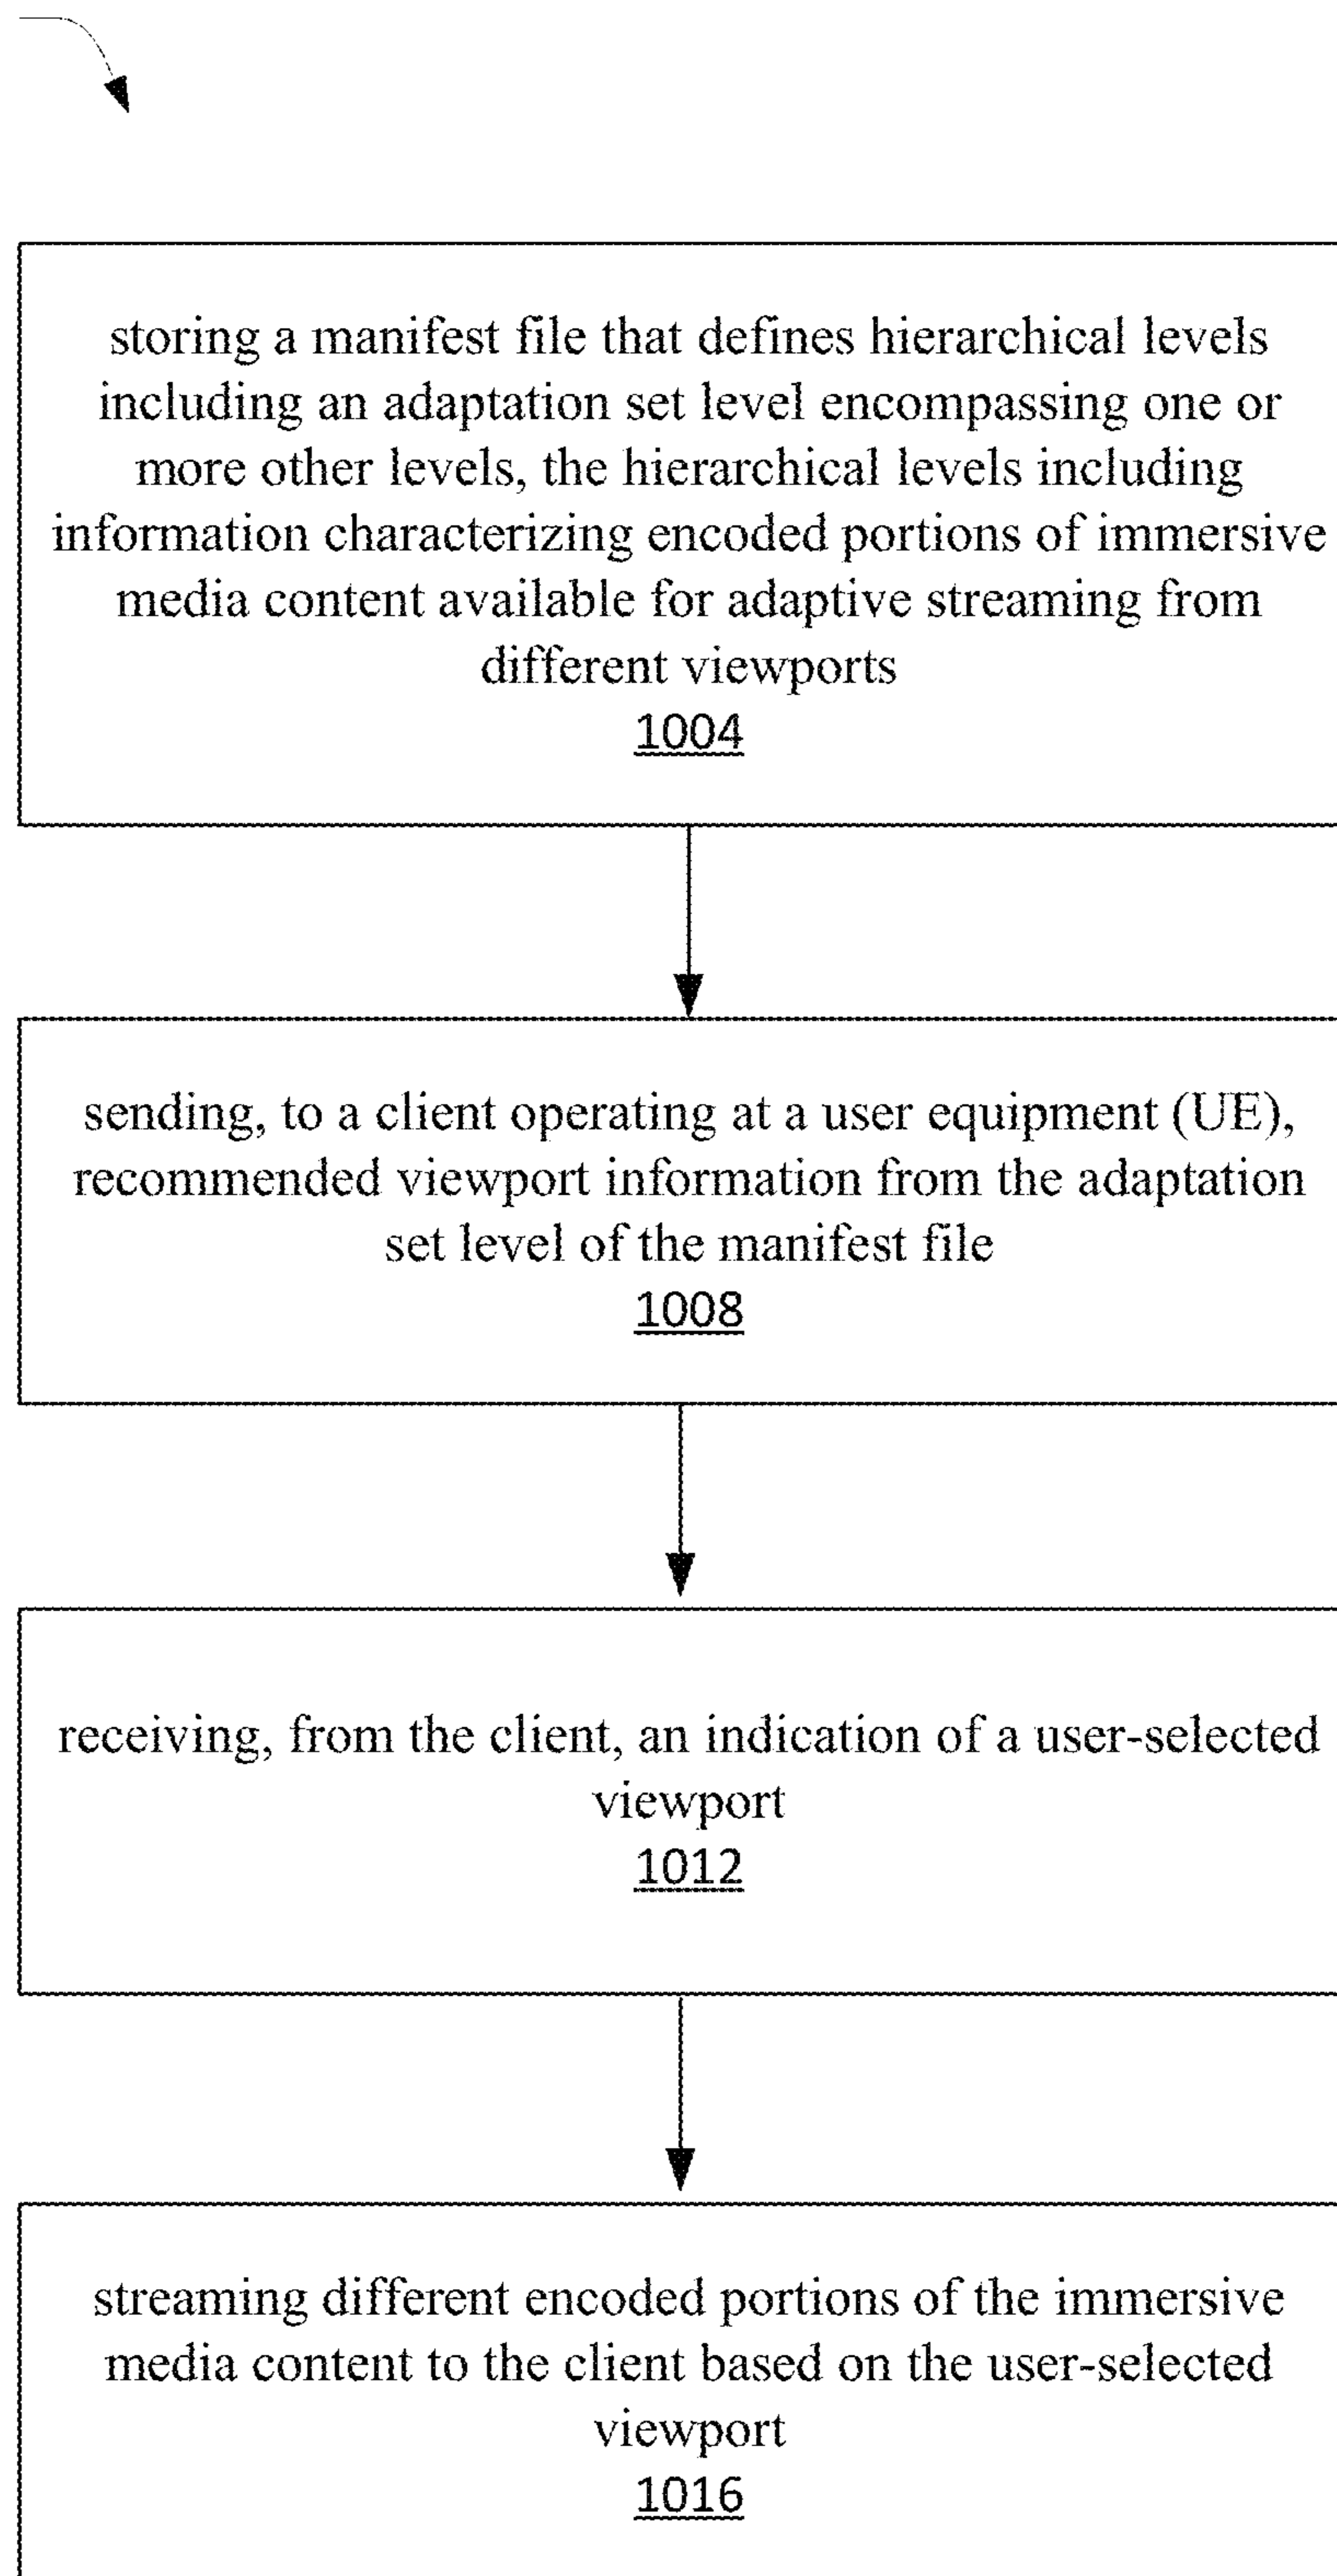 storing a manifest file that defines hierarchical levels
including an adaptation set level encompassing one or
more other levels, the hierarchical levels including
information characterizing encoded portions of immersive
media content available for adaptive streaming from
different viewports
1004
sending, to a client operating at a user equipment (UE),
recommended viewport information from the adaptation
set level of the manifest file
1008
receiving, from the client, an indication of a user-selected
viewport
1012
streaming different encoded portions of the immersive
media content to the client based on the user-selected
viewport
1016